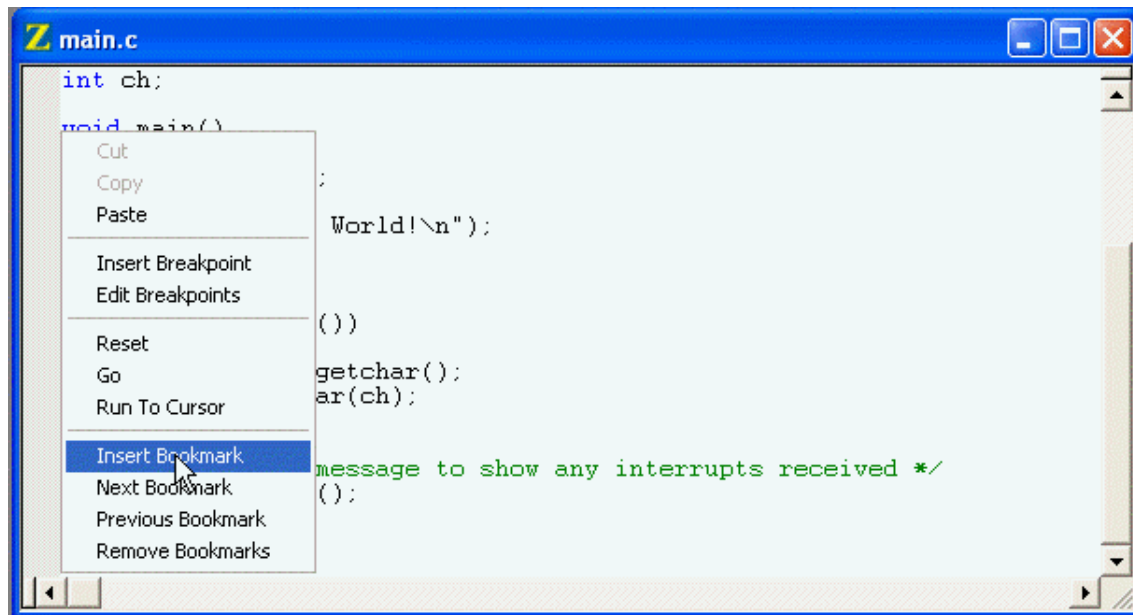 Z main.c
int ch;
void main()
Cut
Copy
;
Paste
World!\n");
Insert Breakpoint
Edit Breakpoints
())
Reset
Go
getchar();
Run To Cursor
ar(ch);
Insert Bookmark
message to show any interrupts received */
Next Bookmark
();
Previous Bookmark
Remove Bookmarks